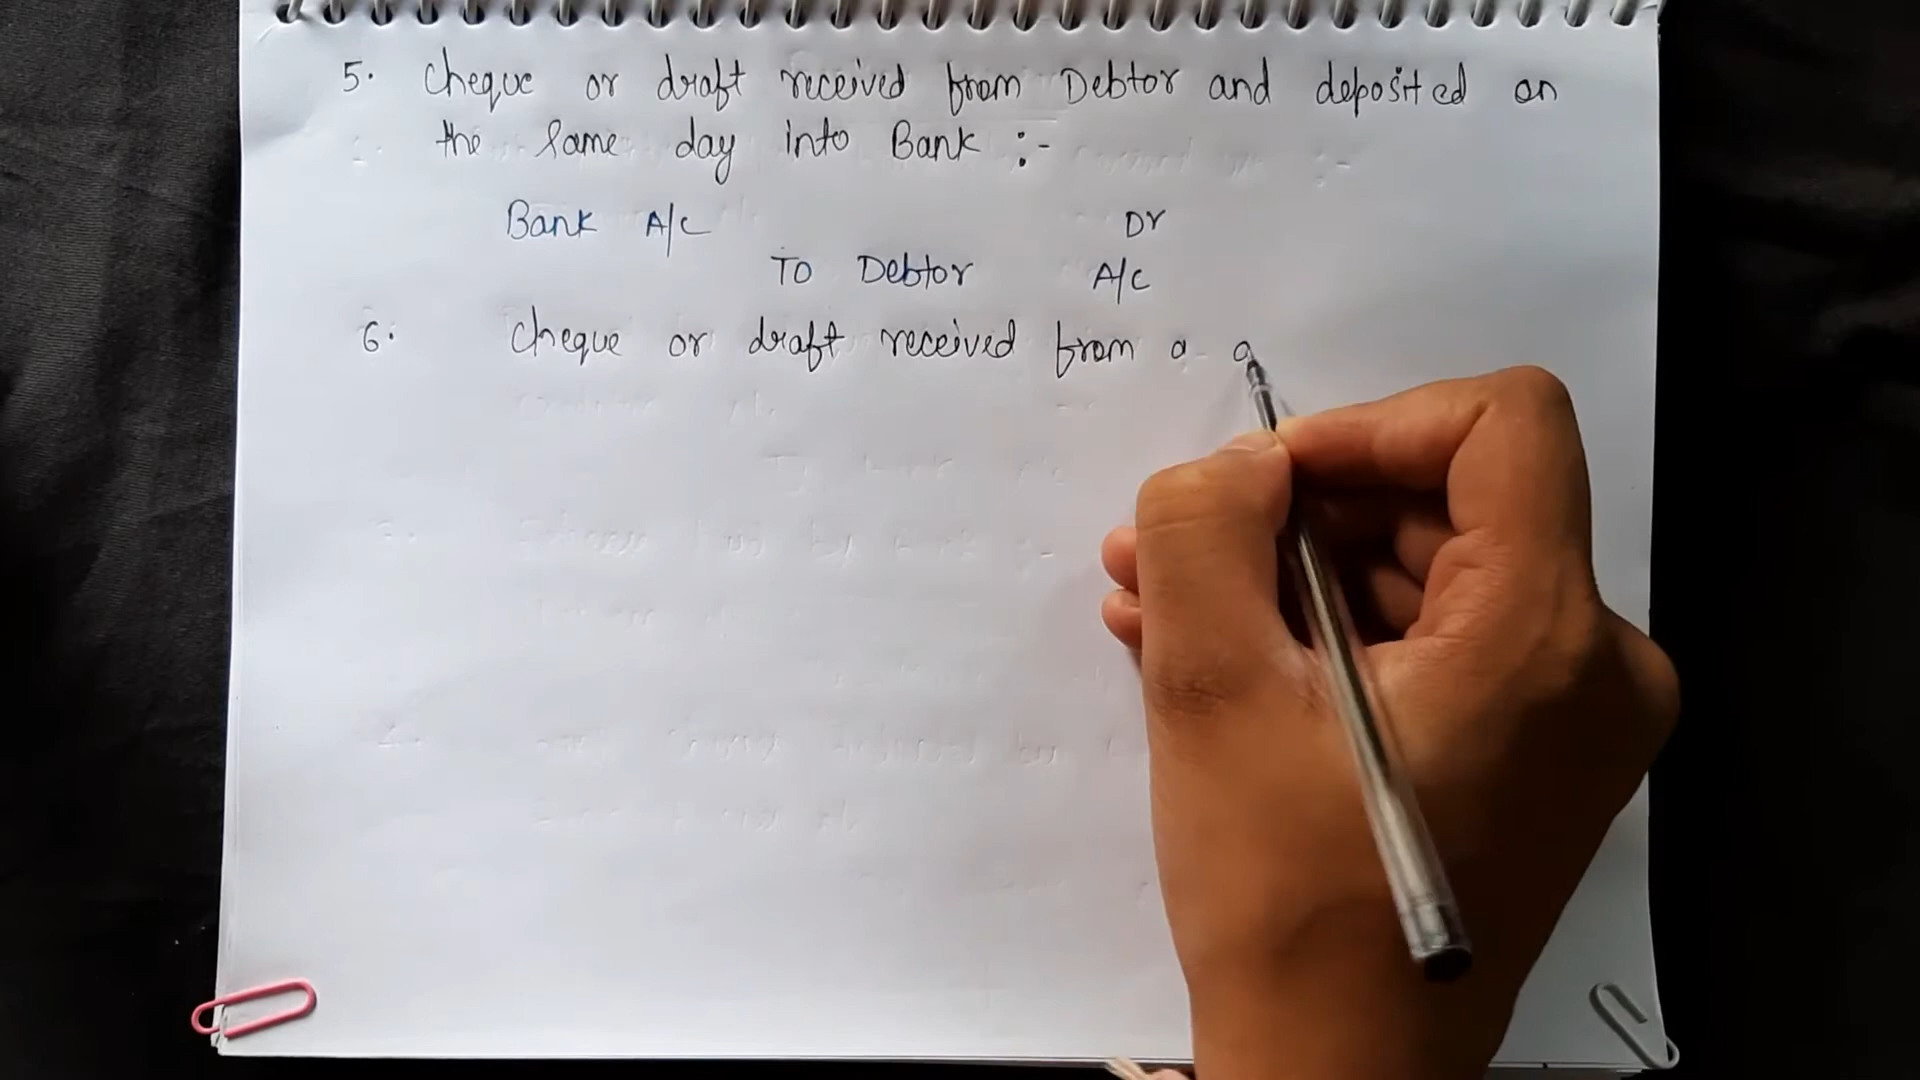 5. Cheque or draft received from Debtor and deposited on
the same day into Bank :-
Bank A/C Dr
To Debtor A/C
6. Cheque or draft received from a